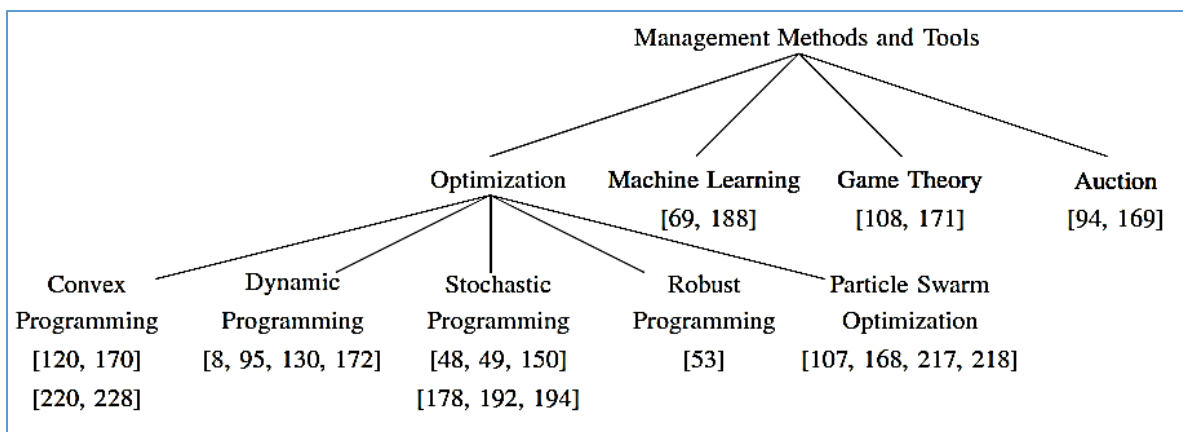 Management Methods and Tools
Optimization
Machine Learning
[69, 188]
Game Theory
[108, 171]
Auction
[94, 169]
Convex
Programming
[120, 170]
[220, 228]
Dynamic
Programming
[8, 95, 130, 172]
Stochastic
Programming
[48, 49, 150]
[178, 192, 194]
Robust
Programming
[53]
Particle Swarm
Optimization
[107, 168, 217, 218]